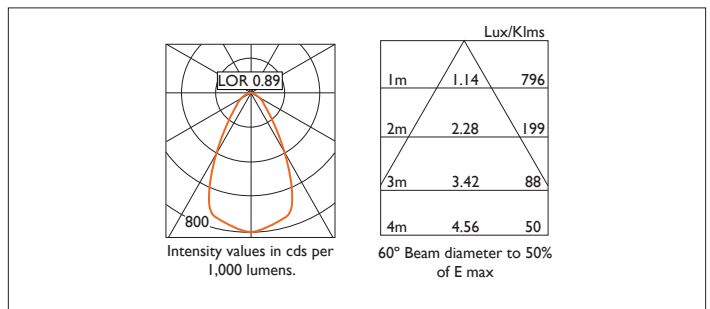 LOR 0.89
800
Intensity values in cds per
1,000 lumens.
Lux/Klms
1m 1.14 796
2m 2.28 199
3m 3.42 88
4m 4.56 50
60º Beam diameter to 50%
of E max